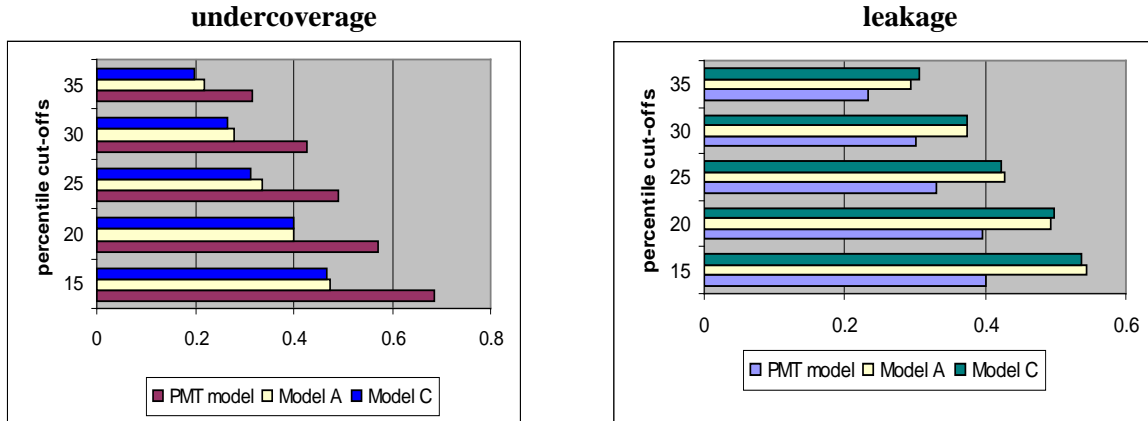 undercoverage
percentile cut-offs
35
30
25
20
15
0 0.2 0.4 0.6 0.8
PMT model Model A Model C
leakage
percentile cut-offs
35
30
25
20
15
0 0.2 0.4 0.6
PMT model Model A Model C